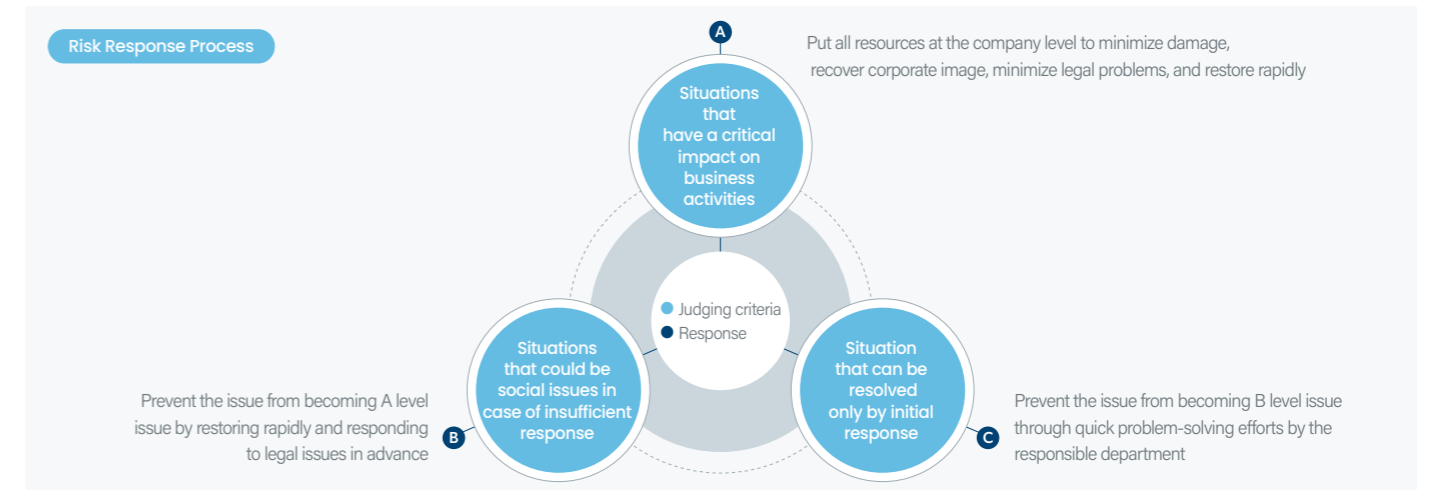 Risk Response Process
A
Put all resources at the company level to minimize damage,
recover corporate image, minimize legal problems, and restore rapidly
Situations
that
have a critical
impact on
business
activities
Judging criteria
Response
Situations
that could be
social issues in
case of insufficient
response
B
Prevent the issue from becoming A level
issue by restoring rapidly and responding
to legal issues in advance
Situation
that can be
resolved
only by initial
response
C
Prevent the issue from becoming B level issue
through quick problem-solving efforts by the
responsible department